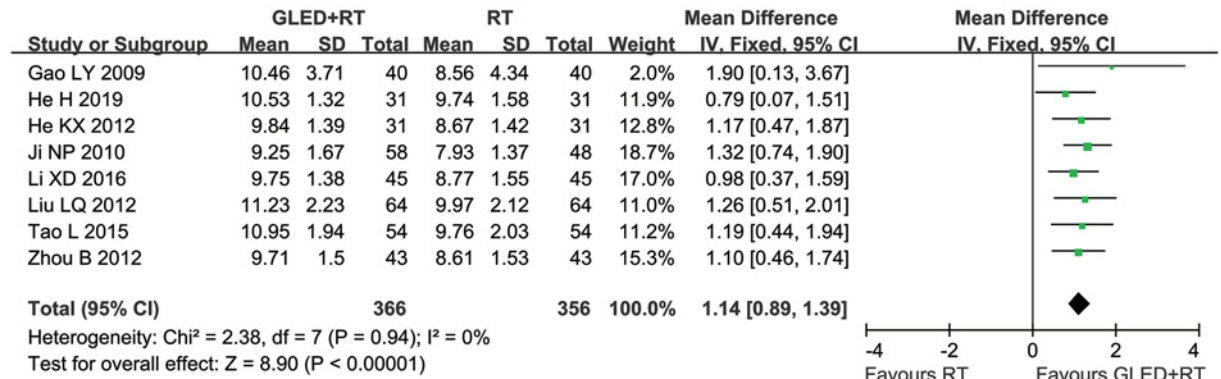 GLED+RT RT Mean Difference Mean Difference
Study or Subgroup Mean SD Total Mean SD Total Weight IV, Fixed, 95% CI IV, Fixed, 95% CI
Gao LY 2009 10.46 3.71 40 8.56 4.34 40 2.0% 1.90 [0.13, 3.67]
He H 2019 10.53 1.32 31 9.74 1.58 31 11.9% 0.79 [0.07, 1.51]
He KX 2012 9.84 1.39 31 8.67 1.42 31 12.8% 1.17 [0.47, 1.87]
Ji NP 2010 9.25 1.67 58 7.93 1.37 48 18.7% 1.32 [0.74, 1.90]
Li XD 2016 9.75 1.38 45 8.77 1.55 45 17.0% 0.98 [0.37, 1.59]
Liu LQ 2012 11.23 2.23 64 9.97 2.12 64 11.0% 1.26 [0.51, 2.01]
Tao L 2015 10.95 1.94 54 9.76 2.03 54 11.2% 1.19 [0.44, 1.94]
Zhou B 2012 9.71 1.5 43 8.61 1.53 43 15.3% 1.10 [0.46, 1.74]
Total (95% CI) 366 356 100.0% 1.14 [0.89, 1.39]
Heterogeneity: Chi² = 2.38, df = 7 (P = 0.94); I² = 0%
Test for overall effect: Z = 8.90 (P < 0.00001)
-4 -2 0 2 4
Favours RT Favours GLED+RT